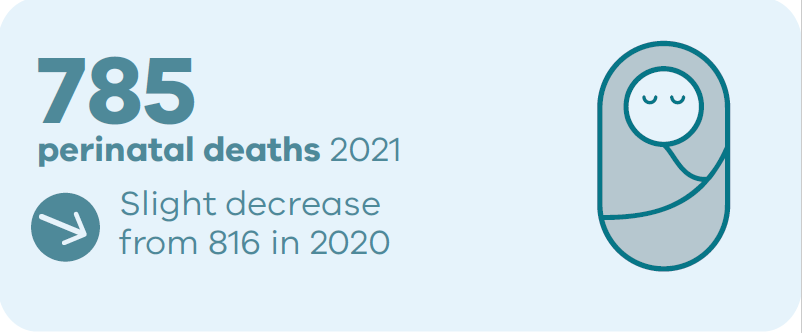 785
perinatal deaths 2021
Slight decrease
from 816 in 2020